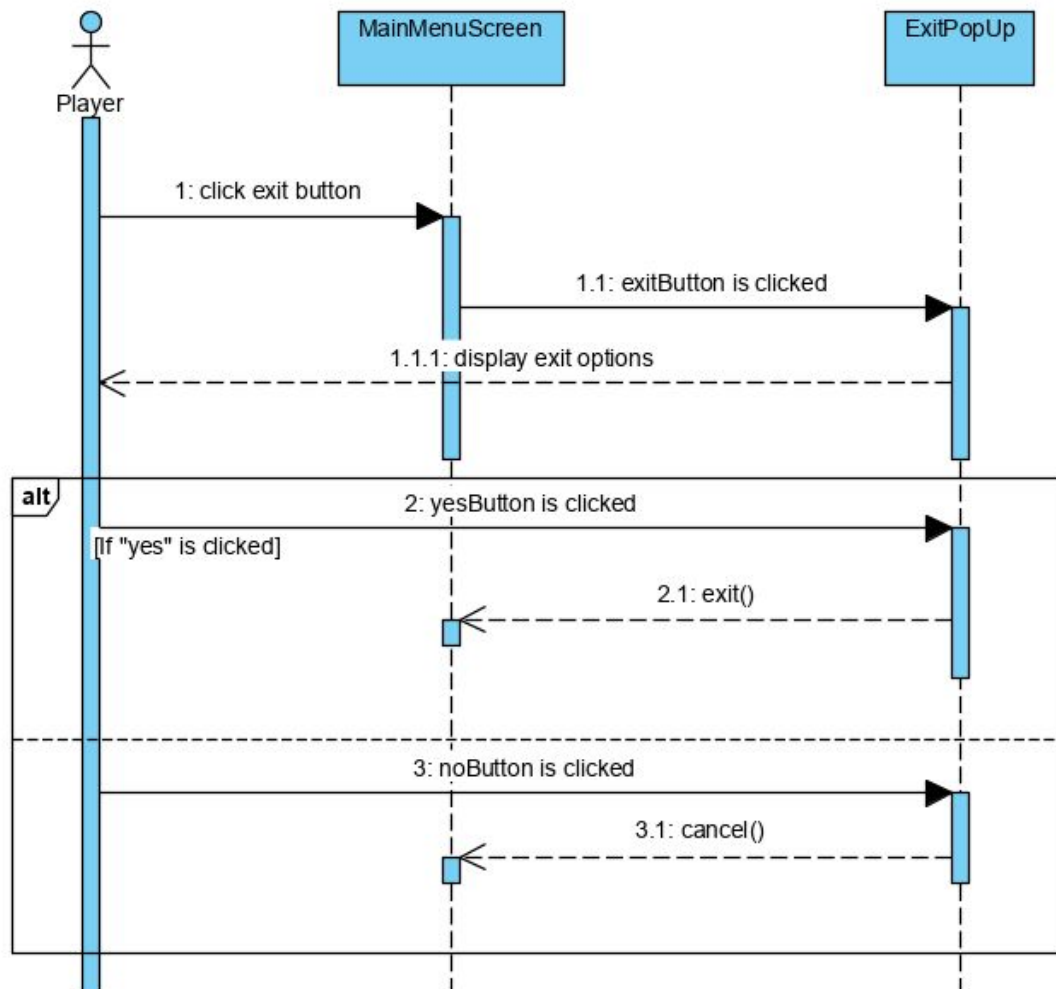 MainMenuScreen
ExitPopUp
Player
1: click exit button
1.1: exitButton is clicked
1.1.1: display exit options
alt
2: yesButton is clicked
[If "yes" is clicked]
2.1: exit()
3: noButton is clicked
3.1: cancel()